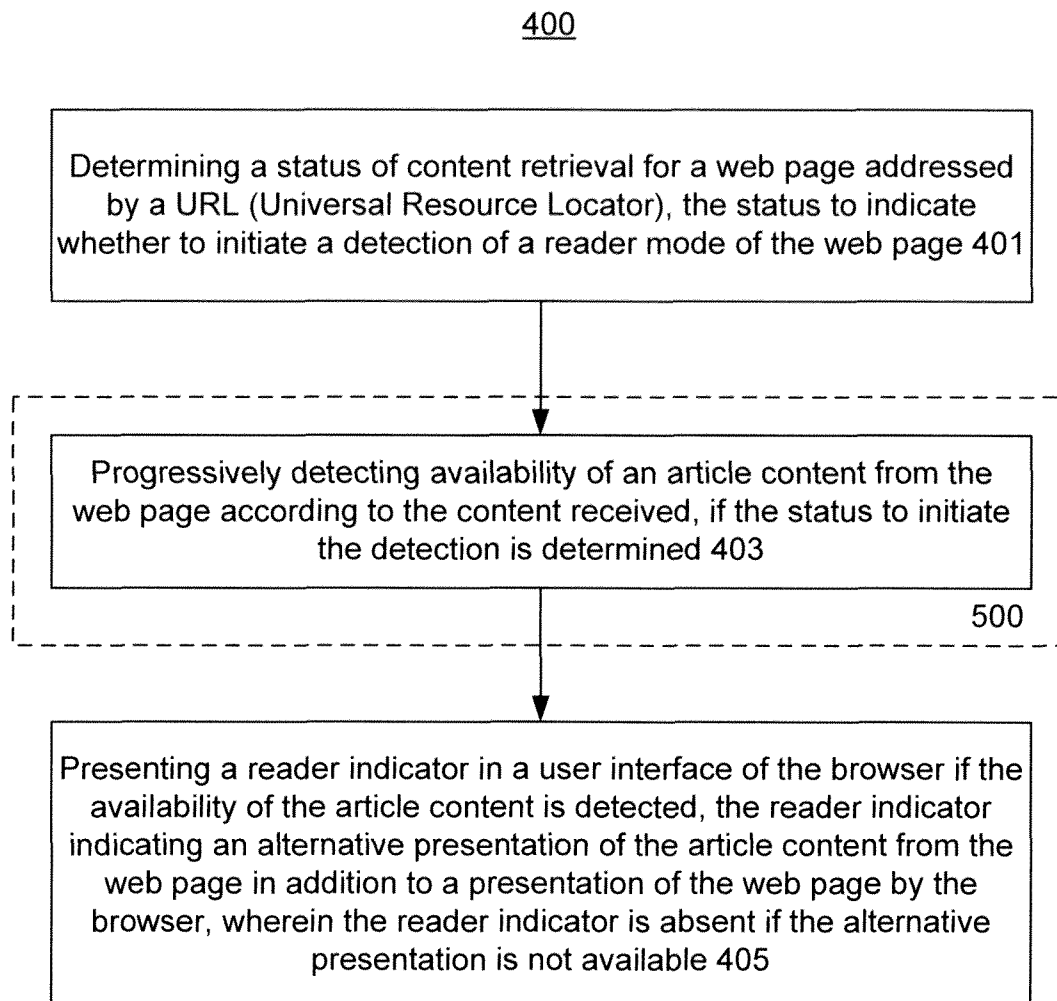 400
Determining a status of content retrieval for a web page addressed
by a URL (Universal Resource Locator), the status to indicate
whether to initiate a detection of a reader mode of the web page 401
Progressively detecting availability of an article content from the
web page according to the content received, if the status to initiate
the detection is determined 403
500
Presenting a reader indicator in a user interface of the browser if the
availability of the article content is detected, the reader indicator
indicating an alternative presentation of the article content from the
web page in addition to a presentation of the web page by the
browser, wherein the reader indicator is absent if the alternative
presentation is not available 405